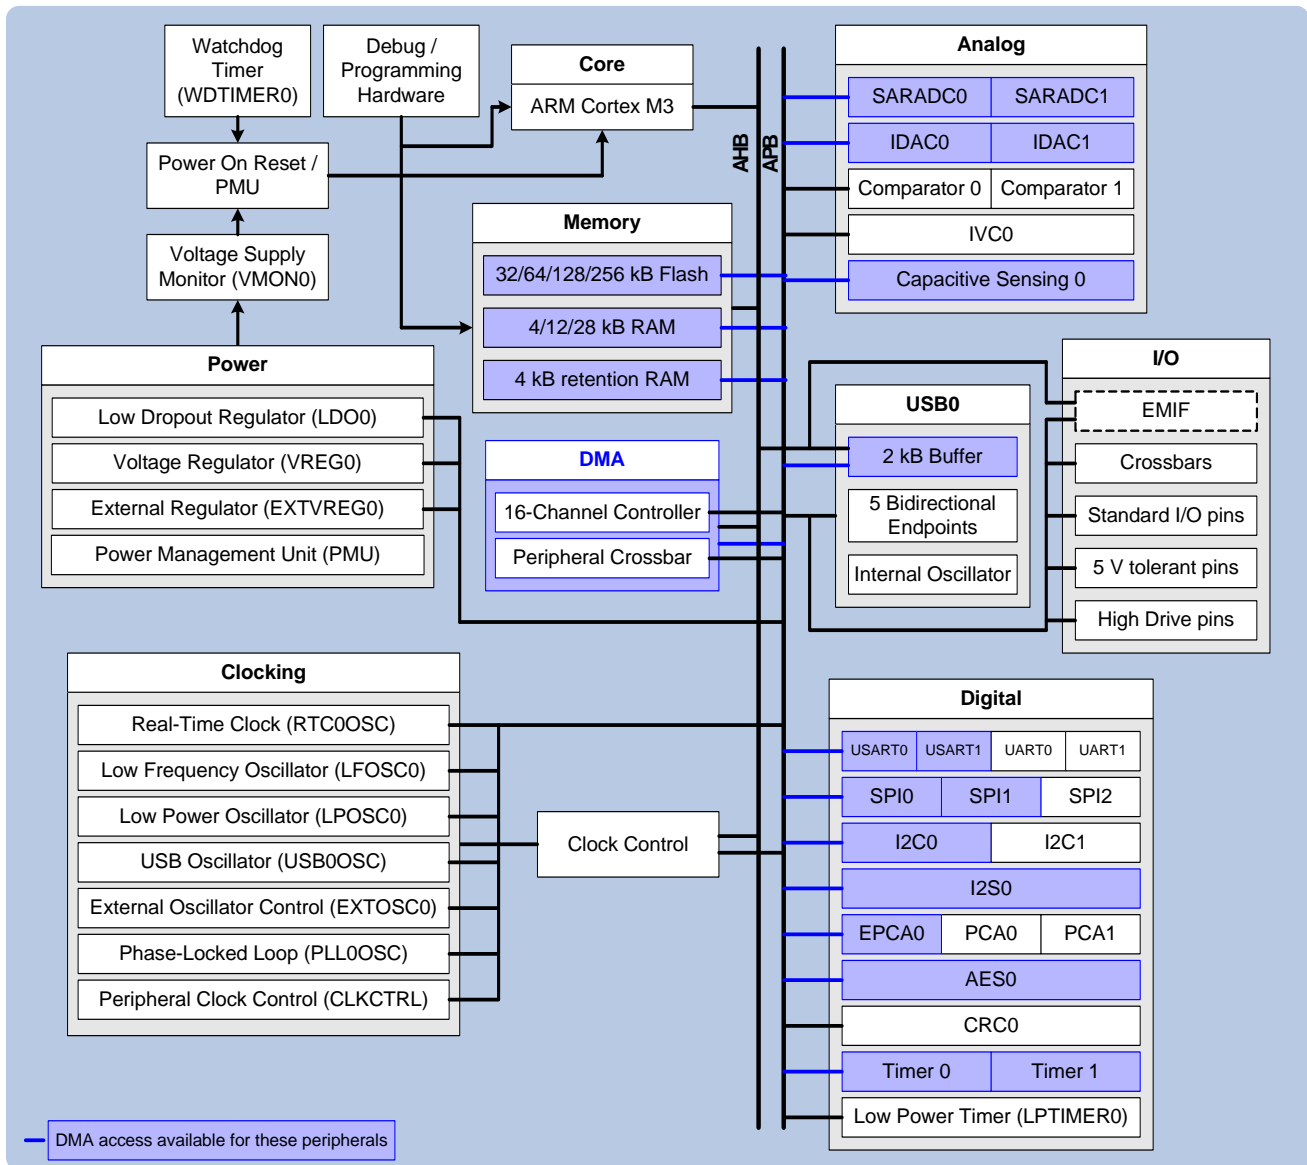 Watchdog
Timer
(WDTIMER0)
Debug /
Programming
Hardware
Core
ARM Cortex M3
Power On Reset /
PMU
Voltage Supply
Monitor (VMON0)
AHB
APB
Analog
SARADC0 SARADC1
IDAC0 IDAC1
Comparator 0 Comparator 1
IVC0
Capacitive Sensing 0
Memory
32/64/128/256 kB Flash
4/12/28 kB RAM
4 kB retention RAM
Power
Low Dropout Regulator (LDO0)
Voltage Regulator (VREG0)
External Regulator (EXTVREG0)
Power Management Unit (PMU)
DMA
16-Channel Controller
Peripheral Crossbar
USB0
2 kB Buffer
5 Bidirectional
Endpoints
Internal Oscillator
I/O
EMIF
Crossbars
Standard I/O pins
5 V tolerant pins
High Drive pins
Clocking
Real-Time Clock (RTC0OSC)
Low Frequency Oscillator (LFOSC0)
Low Power Oscillator (LPOSC0)
USB Oscillator (USB0OSC)
External Oscillator Control (EXTOSC0)
Phase-Locked Loop (PLL0OSC)
Peripheral Clock Control (CLKCTRL)
Clock Control
Digital
USART0 USART1 UART0 UART1
SPI0 SPI1 SPI2
I2C0 I2C1
I2S0
EPCA0 PCA0 PCA1
AES0
CRC0
Timer 0 Timer 1
Low Power Timer (LPTIMER0)
DMA access available for these peripherals